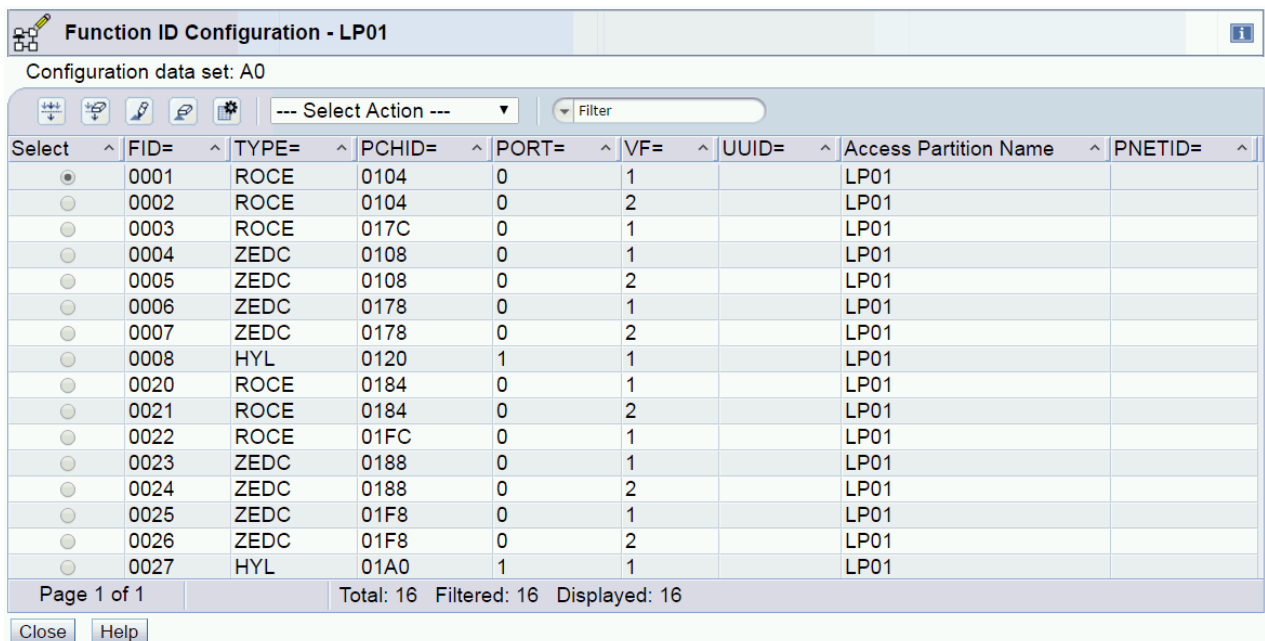 Function ID Configuration - LP01
Configuration data set: A0
--- Select Action --- Filter
Select FID= TYPE= PCHID= PORT= VF= UUID= Access Partition Name PNETID=
0001 ROCE 0104 0 1 LP01
0002 ROCE 0104 0 2 LP01
0003 ROCE 017C 0 1 LP01
0004 ZEDC 0108 0 1 LP01
0005 ZEDC 0108 0 2 LP01
0006 ZEDC 0178 0 1 LP01
0007 ZEDC 0178 0 2 LP01
0008 HYL 0120 1 1 LP01
0020 ROCE 0184 0 1 LP01
0021 ROCE 0184 0 2 LP01
0022 ROCE 01FC 0 1 LP01
0023 ZEDC 0188 0 1 LP01
0024 ZEDC 0188 0 2 LP01
0025 ZEDC 01F8 0 1 LP01
0026 ZEDC 01F8 0 2 LP01
0027 HYL 01A0 1 1 LP01
Page 1 of 1 Total: 16 Filtered: 16 Displayed: 16
Close Help